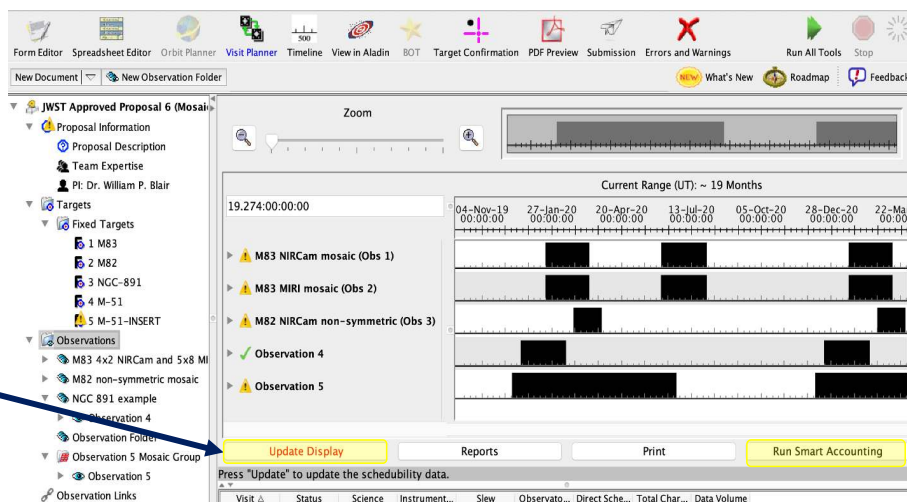 500
Form Editor Spreadsheet Editor Orbit Planner Visit Planner Timeline View in Aladin BOT Target Confirmation PDF Preview Submission Errors and Warnings Run All Tools Stop
New Document New Observation Folder NEW What's New Roadmap Feedback
JWST Approved Proposal 6 (Mosai
Proposal Information
Proposal Description
Team Expertise
PI: Dr. William P. Blair
Targets
Fixed Targets
1 M83
2 M82
3 NGC-891
4 M-51
5 M-51-INSERT
Observations
M83 4x2 NIRCam and 5x8 MI
M82 non-symmetric mosaic
NGC 891 example
Observation 4
Observation Folder
Observation 5 Mosaic Group
Observation 5
Observation Links
Zoom
Current Range (UT): ~ 19 Months
19.274:00:00:00
04-Nov-19 27-Jan-20 20-Apr-20 13-Jul-20 05-Oct-20 28-Dec-20 22-Ma
00:00:00 00:00:00 00:00:00 00:00:00 00:00:00 00:00:00 00:00
M83 NIRCam mosaic (Obs 1)
M83 MIRI mosaic (Obs 2)
M82 NIRCam non-symmetric (Obs 3)
Observation 4
Observation 5
Update Display Reports Print Run Smart Accounting
Press "Update" to update the schedubility data.
Visit Status Science Instrument... Slew Observato... Direct Sche... Total Char... Data Volume